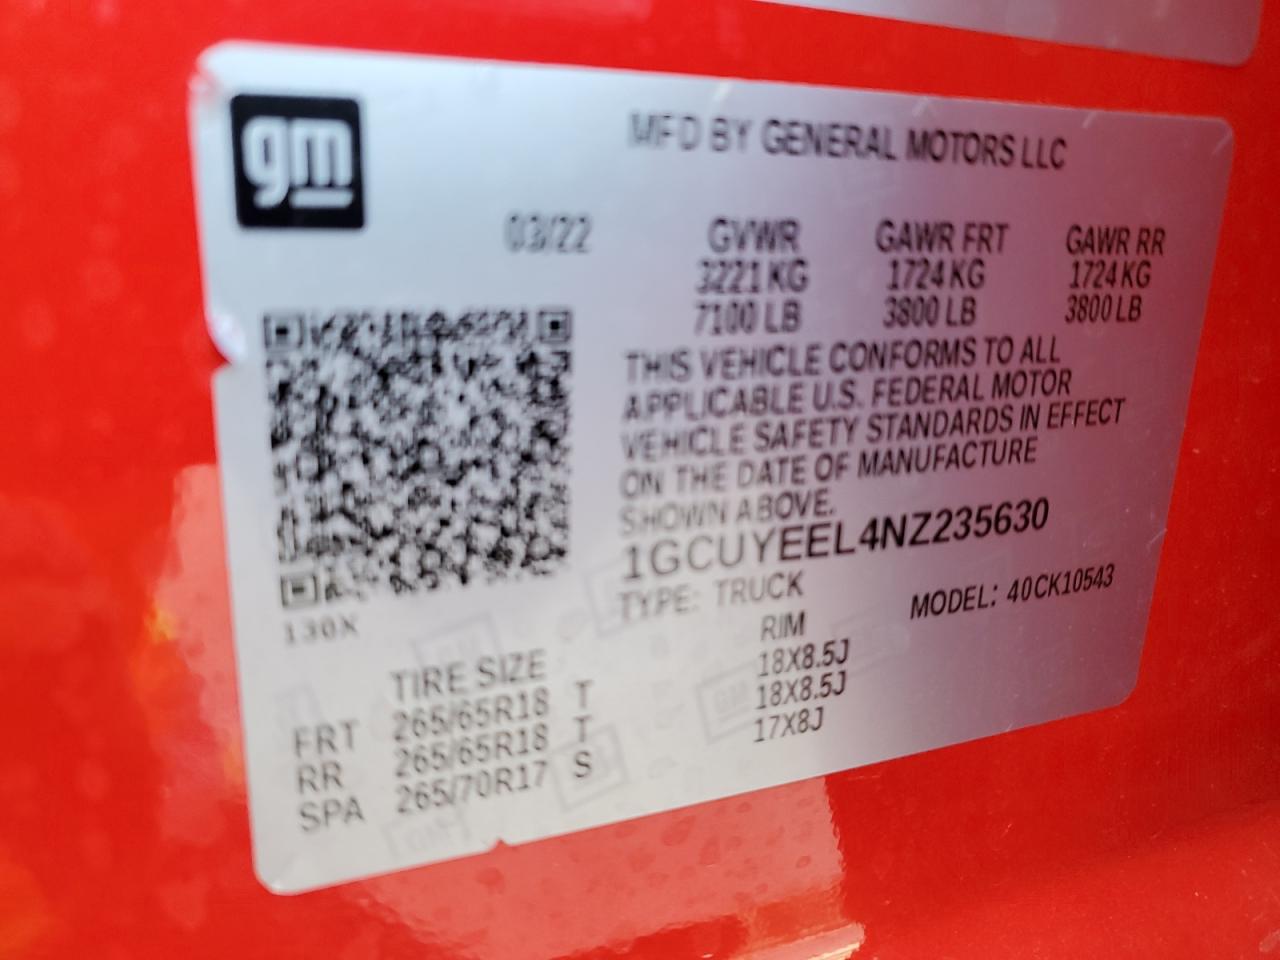 gm
MFD BY GENERAL MOTORS LLC
03/22
GVWR GAWR FRT GAWR RR
3221 KG 1724 KG 1724 KG
7100 LB 3800 LB 3800 LB
THIS VEHICLE CONFORMS TO ALL
APPLICABLE U.S. FEDERAL MOTOR
VEHICLE SAFETY STANDARDS IN EFFECT
ON THE DATE OF MANUFACTURE
SHOWN ABOVE.
1GCUYEEL4NZ235630
TYPE: TRUCK MODEL: 40CK10543
130X
TIRE SIZE RIM
FRT 265/65R18 T 18X8.5J
RR 265/65R18 T 18X8.5J
SPA 265/70R17 S 17X8J